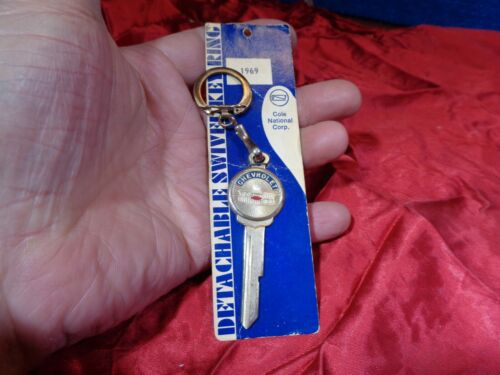 DETACHABLE SWIVEL KEY RING
1969
Cole
National
Corp.
CHEVROLET